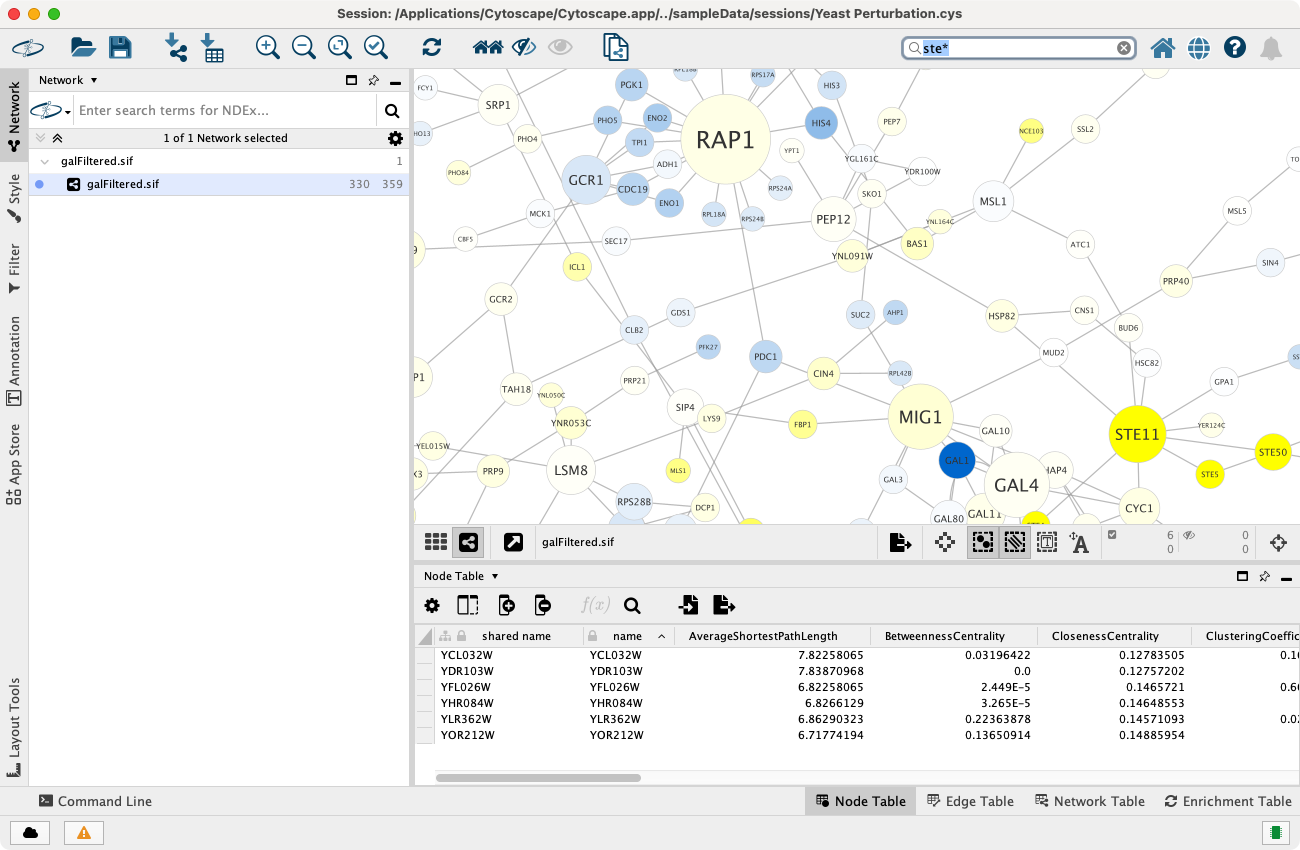 Session: /Applications/Cytoscape/Cytoscape.app/../sampleData/sessions/Yeast Perturbation.cys
ste*
Network
Enter search terms for NDEx...
1 of 1 Network selected
galFiltered.sif 1
galFiltered.sif 330 359
Network
Style
Filter
Annotation
App Store
Layout Tools
FCY1
SRP1
PGK1
RPS17A
HIS3
PHO5
ENO2
HIS4
PEP7
NCE103
SSL2
PHO4
TPI1
RAP1
YPT1
YGL161C
ADH1
YDR100W
PHO84
GCR1
CDC19
RPS24A
SKO1
ENO1
MSL1
MCK1
RPL18A
RPS24B
PEP12
YNL164C
MSL5
CBF5
SEC17
BAS1
ATC1
YNL091W
ICL1
SIN4
PRP40
GCR2
GDS1
SUC2
AHP1
HSP82
CNS1
CLB2
BUD6
PFK27
PDC1
MUD2
HSC82
P1
PRP21
CIN4
RPL42B
GPA1
TAH18
YNL050C
SIP4
LYS9
MIG1
YNR053C
FBP1
GAL10
STE11
YER124C
YEL015W
GAL1
STE50
PRP9
LSM8
MLS1
GAL3
GAL4
HAP4
STE5
RPS28B
DCP1
GAL80
GAL11
CYC1
galFiltered.sif
6 0
0 0
Node Table
f(x)
shared name name AverageShortestPathLength BetweennessCentrality ClosenessCentrality ClusteringCoeffic
YCL032W YCL032W 7.82258065 0.03196422 0.12783505
YDR103W YDR103W 7.83870968 0.0 0.12757202
YFL026W YFL026W 6.82258065 2.449E-5 0.1465721
YHR084W YHR084W 6.8266129 3.265E-5 0.14648553
YLR362W YLR362W 6.86290323 0.22363878 0.14571093
YOR212W YOR212W 6.71774194 0.13650914 0.14885954
Command Line
Node Table Edge Table Network Table Enrichment Table